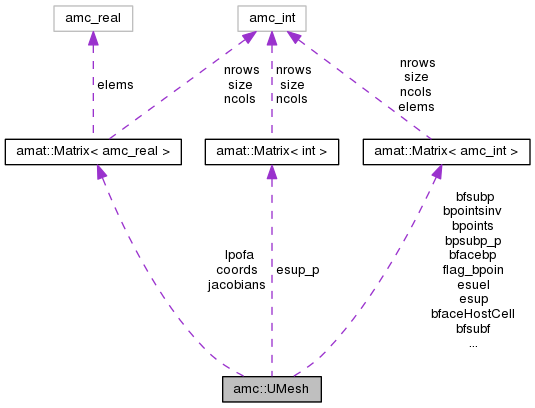 amc_real
amc_int
elems
nrows
size
ncols
nrows
size
ncols
nrows
size
ncols
elems
amat::Matrix< amc_real >
amat::Matrix< int >
amat::Matrix< amc_int >
lpofa
coords
jacobians
esup_p
bfsubp
bpointsinv
bpoints
bpsubp_p
bfacebp
flag_bpoin
esuel
esup
bfaceHostCell
bfsubf
...
amc::UMesh